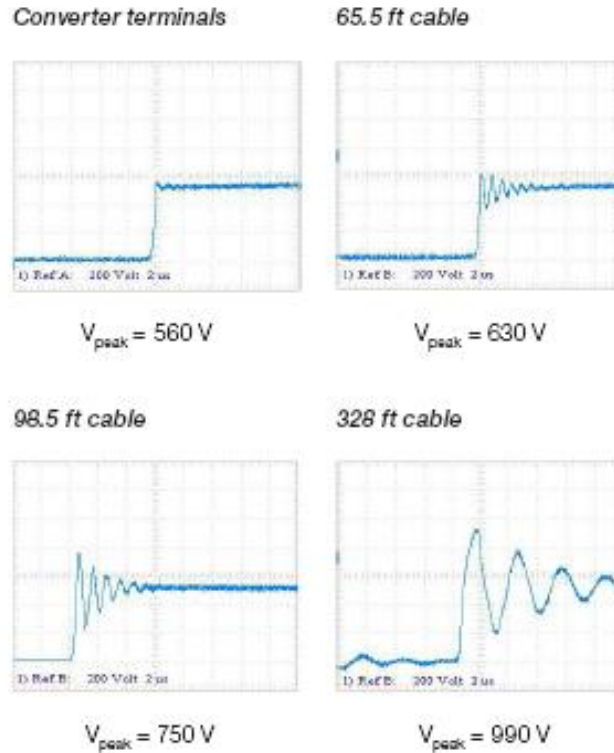 Converter terminals
65.5 ft cable
1) Ref A: 200 Volt 2 us
1) Ref B: 200 Volt 2 us
Vpeak = 560 V
Vpeak = 630 V
98.5 ft cable
328 ft cable
1) Ref B: 200 Volt 2 us
1) Ref B: 200 Volt 2 us
Vpeak = 750 V
Vpeak = 990 V